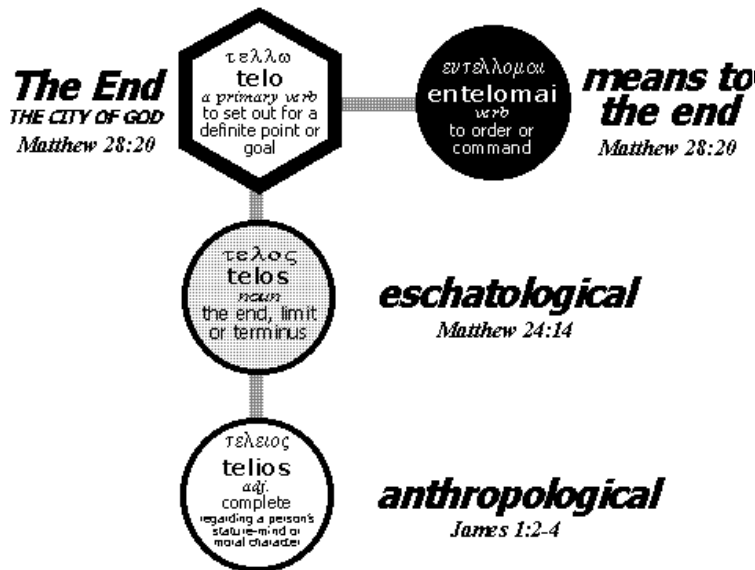 The End
THE CITY OF GOD
Matthew 28:20
τελλω
telo
a primary verb
to set out for a
definite point or
goal
ευτελλομαι
entelomai
verb
to order or
command
means to
the end
Matthew 28:20
τελος
telos
noun
the end, limit
or terminus
eschatological
Matthew 24:14
τελειος
telios
adj.
complete
regarding a person's
stature-mind or
moral character
anthropological
James 1:2-4